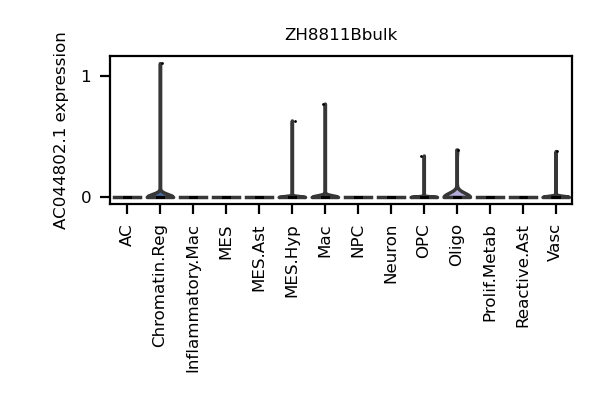 ZH8811Bbulk
AC044802.1 expression
1
0
AC
Chromatin.Reg
Inflammatory.Mac
MES
MES.Ast
MES.Hyp
Mac
NPC
Neuron
OPC
Oligo
Prolif.Metab
Reactive.Ast
Vasc